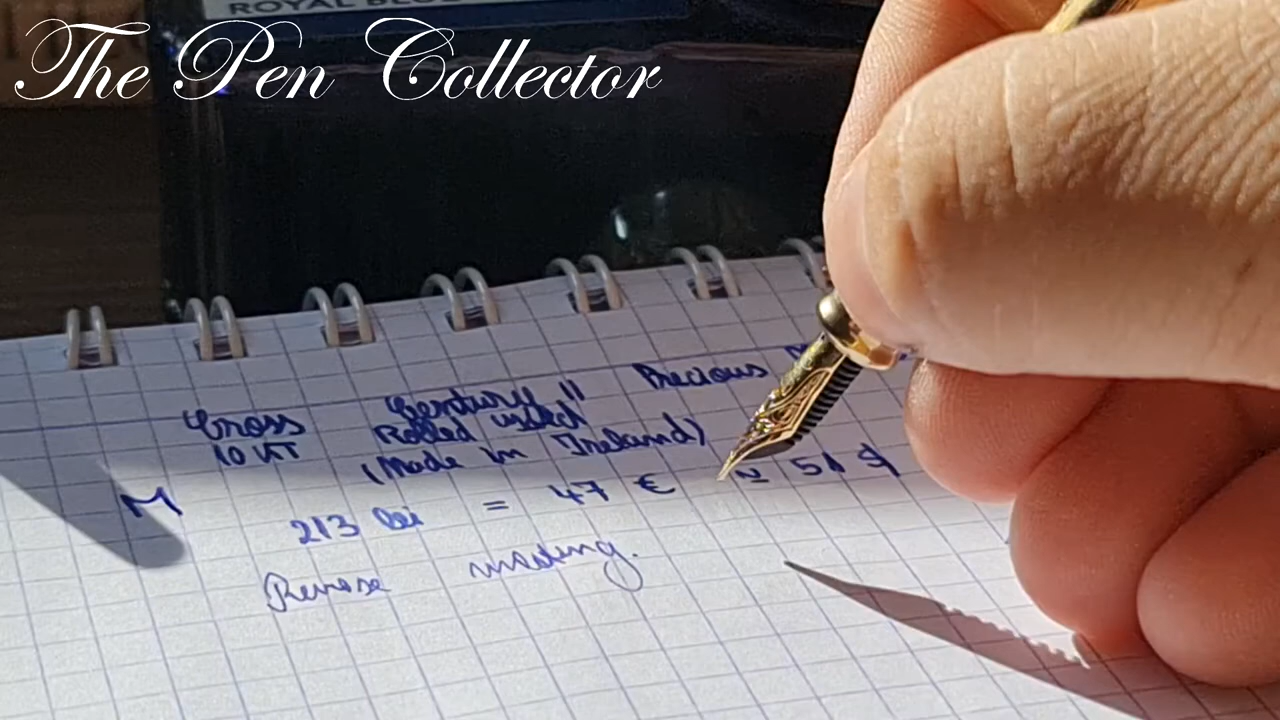 ROYAL BLUE
The Pen Collector
Cross Century II Precious
10 KT Rolled
(Made in Ireland)
M
213 lei = 47 € ≃ 51 $
Reverse writing.